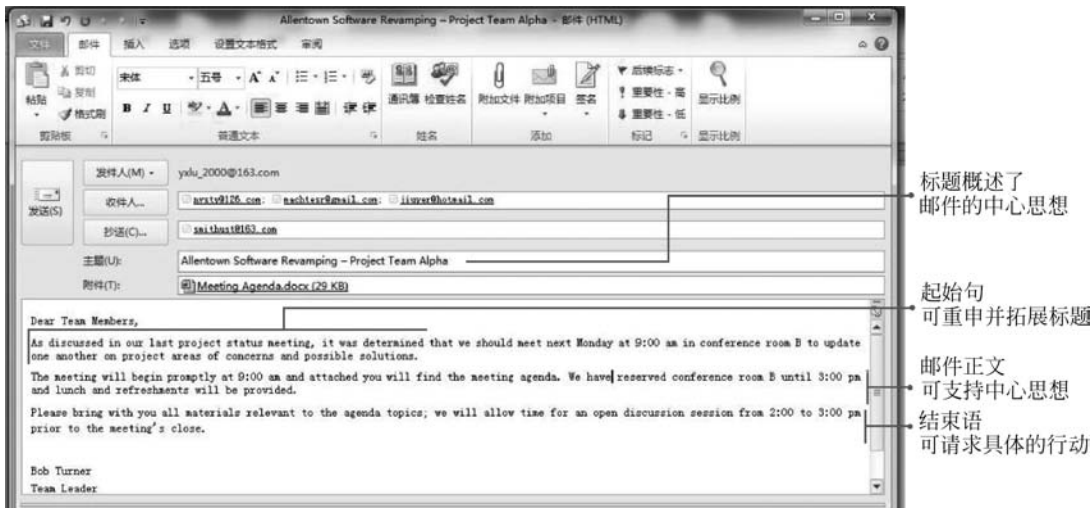 Allentown Software Revamping – Project Team Alpha - 邮件 (HTML)
文件 邮件 插入 选项 设置文本格式 审阅
粘贴 剪切 复制 格式刷
宋体 五号
B I U
通讯簿 检查姓名 附加文件 附加项目 签名
后续标志
重要性 - 高
重要性 - 低
显示比例
剪贴板 普通文本 姓名 添加 标记 显示比例
发送(S)
发件人(M) yxlu_2000@163.com
收件人...
抄送(C)... smithust@163.com
主题(U): Allentown Software Revamping – Project Team Alpha
附件(T): Meeting Agenda.docx (29 KB)
Dear Team Members,
As discussed in our last project status meeting, it was determined that we should meet next Monday at 9:00 am in conference room B to update
one another on project areas of concerns and possible solutions.
The meeting will begin promptly at 9:00 am and attached you will find the meeting agenda. We have reserved conference room B until 3:00 pm
and lunch and refreshments will be provided.
Please bring with you all materials relevant to the agenda topics; we will allow time for an open discussion session from 2:00 to 3:00 pm
prior to the meeting's close.
Bob Turner
Team Leader
标题概述了
邮件的中心思想
起始句
可重申并拓展标题
邮件正文
可支持中心思想
结束语
可请求具体的行动